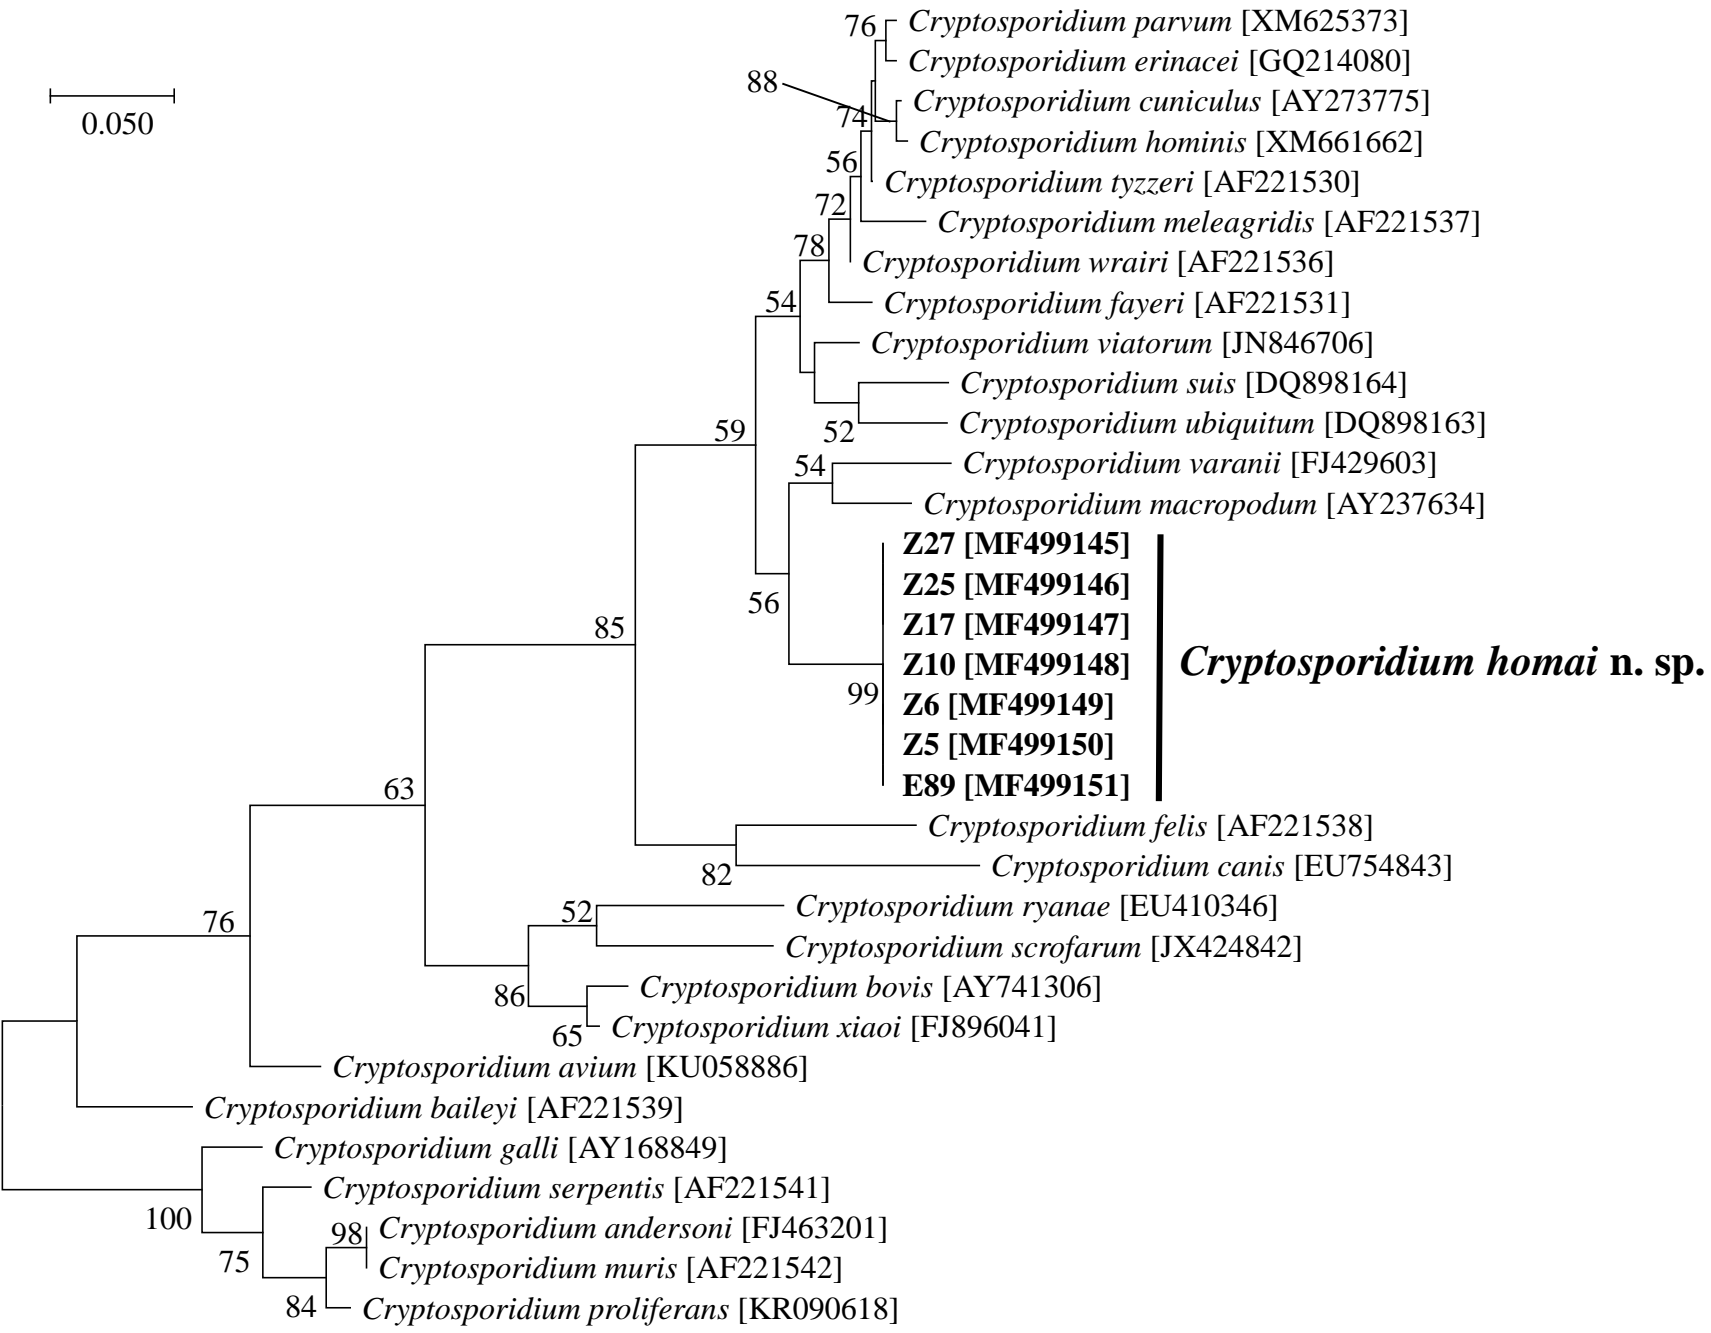 76
Cryptosporidium parvum [XM625373]
Cryptosporidium erinacei [GQ214080]
88
Cryptosporidium cuniculus [AY273775]
0.050
74
Cryptosporidium hominis [XM661662]
56
Cryptosporidium tyzzeri [AF221530]
72
Cryptosporidium meleagridis [AF221537]
78
Cryptosporidium wrairi [AF221536]
54
Cryptosporidium fayeri [AF221531]
Cryptosporidium viatorum [JN846706]
Cryptosporidium suis [DQ898164]
59
52
Cryptosporidium ubiquitum [DQ898163]
54
Cryptosporidium varanii [FJ429603]
Cryptosporidium macropodum [AY237634]
Z27 [MF499145]
Z25 [MF499146]
56
Z17 [MF499147]
85
Z10 [MF499148]
Cryptosporidium homai n. sp.
99
Z6 [MF499149]
Z5 [MF499150]
63
E89 [MF499151]
Cryptosporidium felis [AF221538]
82
Cryptosporidium canis [EU754843]
76
52
Cryptosporidium ryanae [EU410346]
Cryptosporidium scrofarum [JX424842]
86
Cryptosporidium bovis [AY741306]
65
Cryptosporidium xiaoi [FJ896041]
Cryptosporidium avium [KU058886]
Cryptosporidium baileyi [AF221539]
Cryptosporidium galli [AY168849]
Cryptosporidium serpentis [AF221541]
100
98
Cryptosporidium andersoni [FJ463201]
75
Cryptosporidium muris [AF221542]
84
Cryptosporidium proliferans [KR090618]